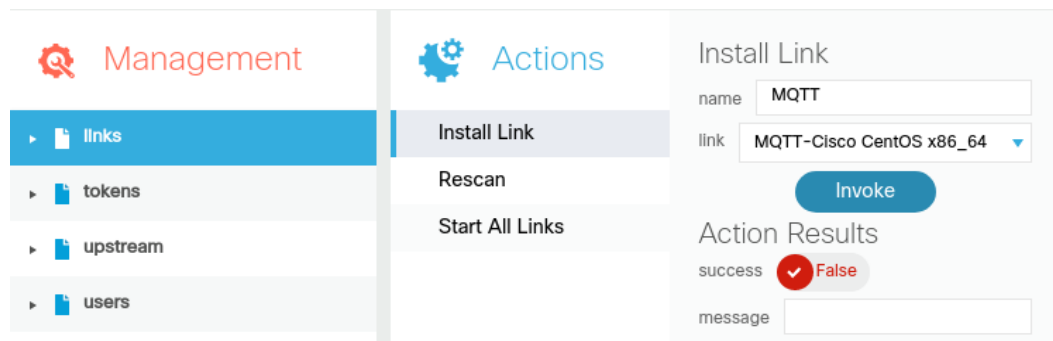 Management
links
tokens
upstream
users
Actions
Install Link
Rescan
Start All Links
Install Link
name MQTT
link MQTT-Cisco CentOS x86_64
Invoke
Action Results
success False
message